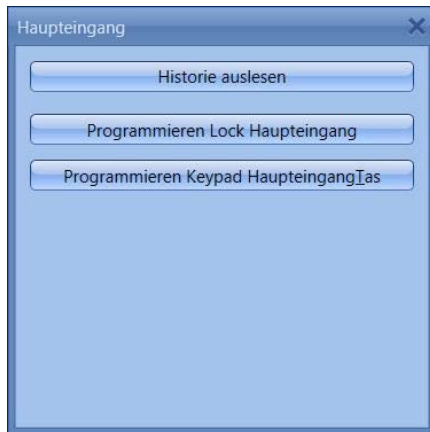 Haupteingang
Historie auslesen
Programmieren Lock Haupteingang
Programmieren Keypad HaupteingangTas